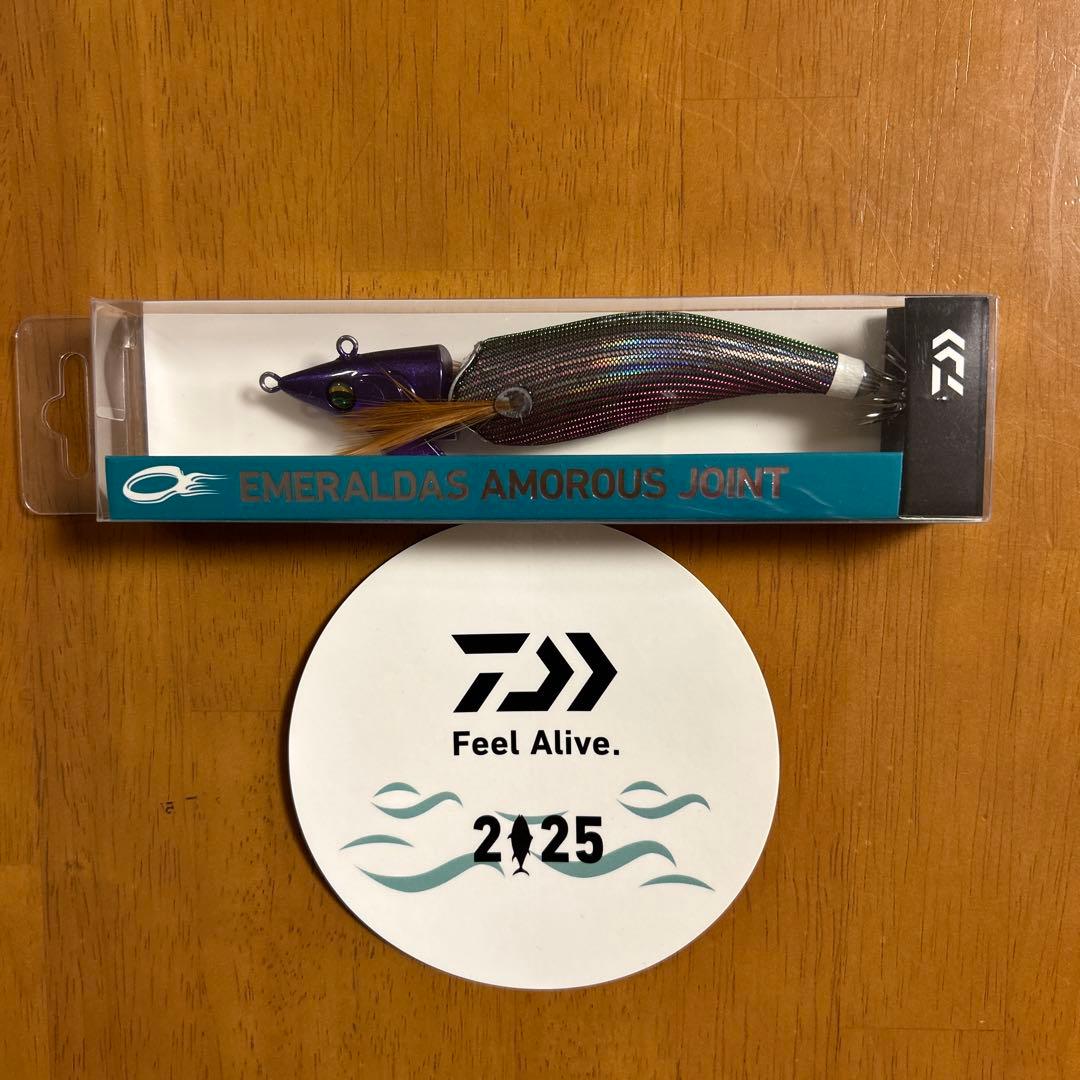 EMERALDAS AMOROUS JOINT
Feel Alive.
2025